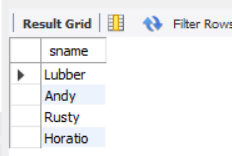 Result Grid Filter Rows
sname
Lubber
Andy
Rusty
Horatio